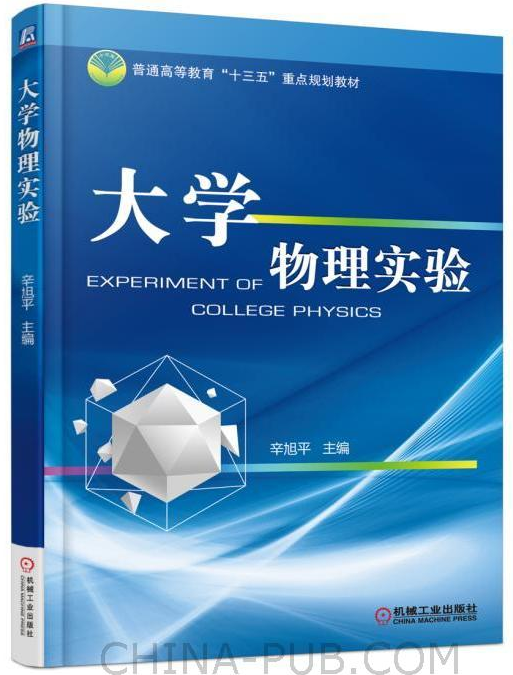 大学物理实验
辛旭平 主编
机械工业出版社
CHINA MACHINE PRESS
普通高等教育“十三五”重点规划教材
大学
物理实验
EXPERIMENT OF
COLLEGE PHYSICS
辛旭平 主编
机械工业出版社
CHINA MACHINE PRESS
CHINA-PUB.COM